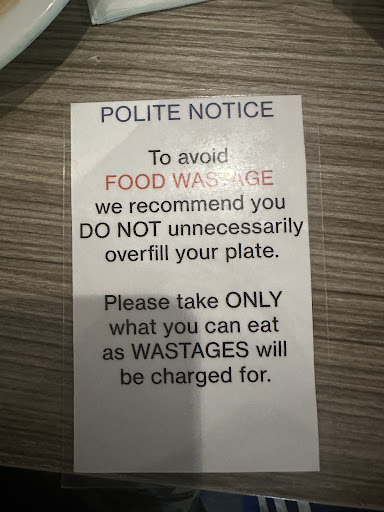 POLITE NOTICE
To avoid
FOOD WASTAGE
we recommend you
DO NOT unnecessarily
overfill your plate.
Please take ONLY
what you can eat
as WASTAGES will
be charged for.